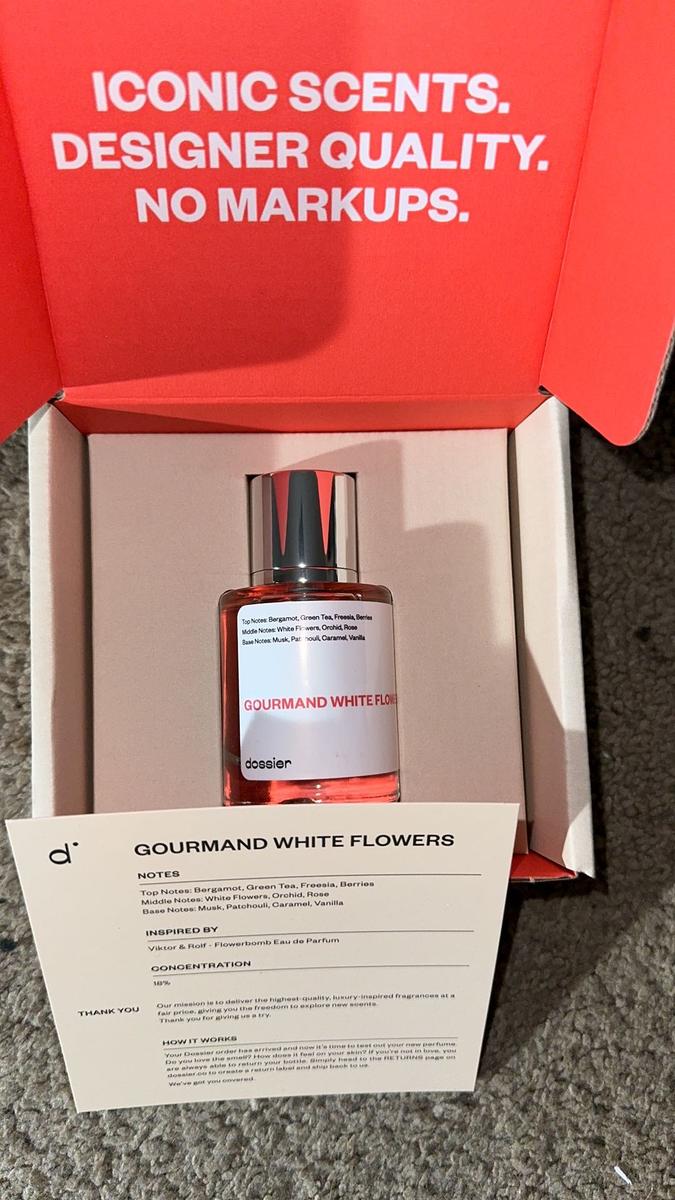 ICONIC SCENTS.
DESIGNER QUALITY.
NO MARKUPS.
Top Notes: Bergamot, Green Tea, Freesia, Berries
Middle Notes: White Flowers, Orchid, Rose
Base Notes: Musk, Patchouli, Caramel, Vanilla
GOURMAND WHITE FLOWE
dossier
d
GOURMAND WHITE FLOWERS
NOTES
Top Notes: Bergamot, Green Tea, Freesia, Berries
Middle Notes: White Flowers, Orchid, Rose
Base Notes: Musk, Patchouli, Caramel, Vanilla
INSPIRED BY
Viktor & Rolf - Flowerbomb Eau de Parfum
CONCENTRATION
18%
THANK YOU
Our mission is to deliver the highest-quality, luxury-inspired fragrances at a
fair price, giving you the freedom to explore new scents.
Thank you for giving us a try.
HOW IT WORKS
Your Dossier order has arrived and now it's time to test out your new perfume.
Do you love the smell? How does it feel on your skin? If you're not in love, you
are always able to return your bottle. Simply head to the RETURNS page on
dossier.co to create a return label and ship back to us.
We've got you covered.